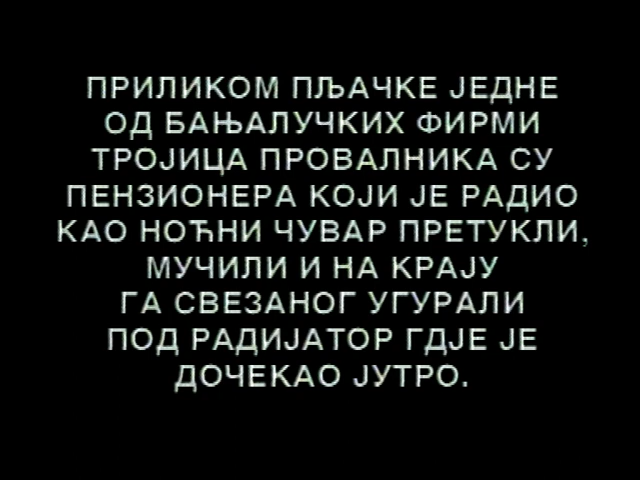 ПРИЛИКОМ ПЉАЧКЕ ЈЕДНЕ
ОД БАЊАЛУЧКИХ ФИРМИ
ТРОЈИЦА ПРОВАЛНИКА СУ
ПЕНЗИОНЕРА КОЈИ ЈЕ РАДИО
КАО НОЋНИ ЧУВАР ПРЕТУКЛИ,
МУЧИЛИ И НА КРАЈУ
ГА СВЕЗАНОГ УГУРАЛИ
ПОД РАДИЈАТОР ГДЈЕ ЈЕ
ДОЧЕКАО ЈУТРО.